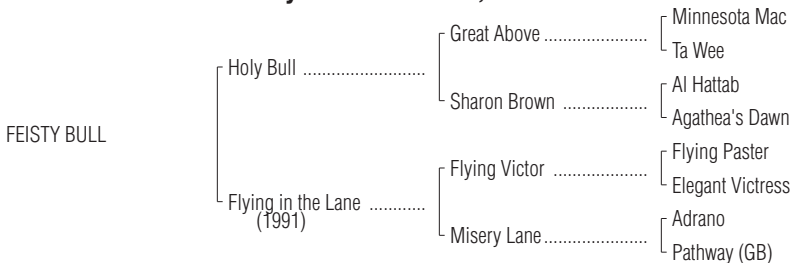 Minnesota Mac
Great Above ........................
Ta Wee
Holy Bull ............................
Al Hattab
Sharon Brown ....................
Agathea's Dawn
FEISTY BULL
Flying Paster
Flying Victor ......................
Elegant Victress
Flying in the Lane .............
(1991)
Adrano
Misery Lane........................
Pathway (GB)